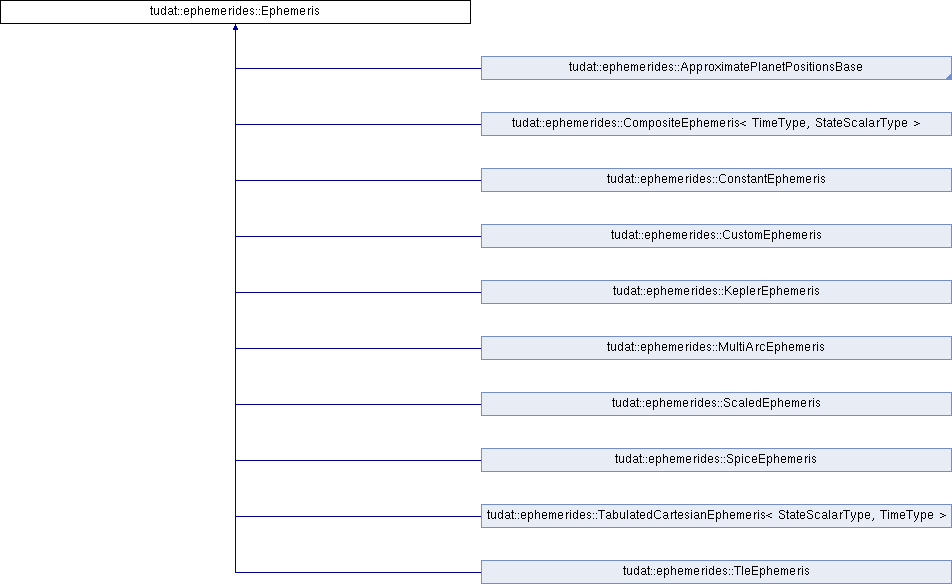 tudat::ephemerides::Ephemeris
tudat::ephemerides::ApproximatePlanetPositionsBase
tudat::ephemerides::CompositeEphemeris< TimeType, StateScalarType >
tudat::ephemerides::ConstantEphemeris
tudat::ephemerides::CustomEphemeris
tudat::ephemerides::KeplerEphemeris
tudat::ephemerides::MultiArcEphemeris
tudat::ephemerides::ScaledEphemeris
tudat::ephemerides::SpiceEphemeris
tudat::ephemerides::TabulatedCartesianEphemeris< StateScalarType, TimeType >
tudat::ephemerides::TleEphemeris